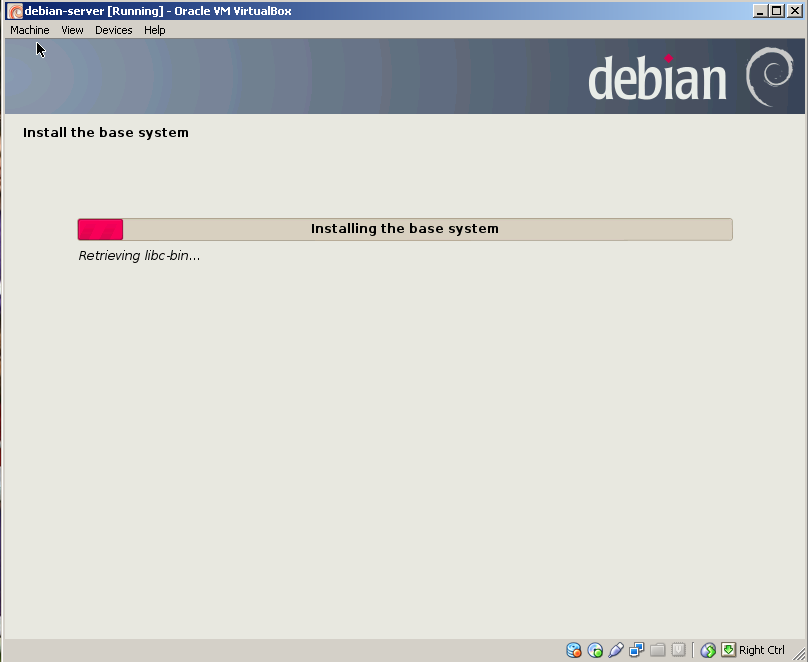 debian-server [Running] - Oracle VM VirtualBox
Machine View Devices Help
debian
Install the base system
Installing the base system
Retrieving libc-bin...
Right Ctrl